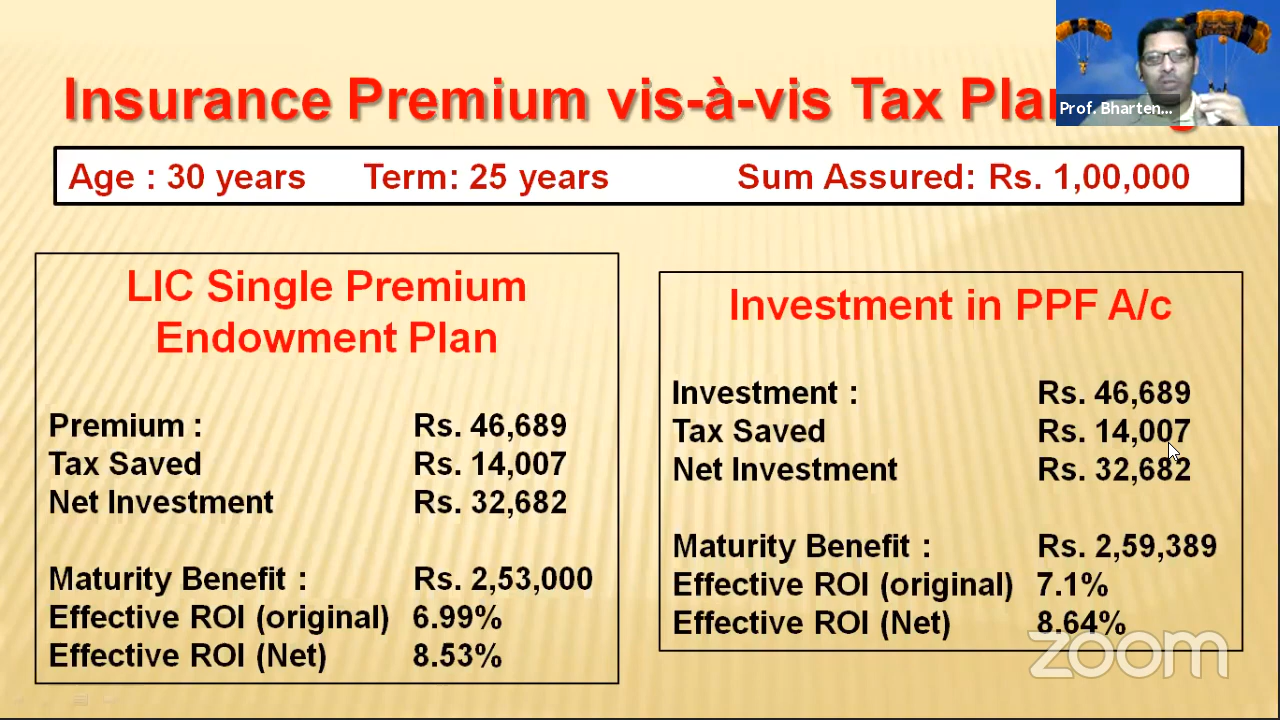 Insurance Premium vis-à-vis Tax
Prof. Bharten...
Age : 30 years Term: 25 years Sum Assured: Rs. 1,00,000
LIC Single Premium
Endowment Plan
Premium : Rs. 46,689
Tax Saved Rs. 14,007
Net Investment Rs. 32,682
Maturity Benefit : Rs. 2,53,000
Effective ROI (original) 6.99%
Effective ROI (Net) 8.53%
Investment in PPF A/c
Investment : Rs. 46,689
Tax Saved Rs. 14,007
Net Investment Rs. 32,682
Maturity Benefit : Rs. 2,59,389
Effective ROI (original) 7.1%
Effective ROI (Net) 8.64%
zoom